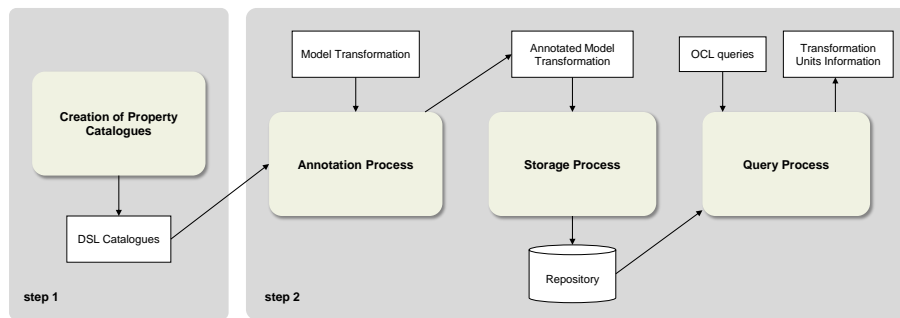 Creation of Property
Catalogues
DSL Catalogues
step 1
Model Transformation
Annotated Model
Transformation
OCL queries
Transformation
Units Information
Annotation Process
Storage Process
Query Process
Repository
step 2